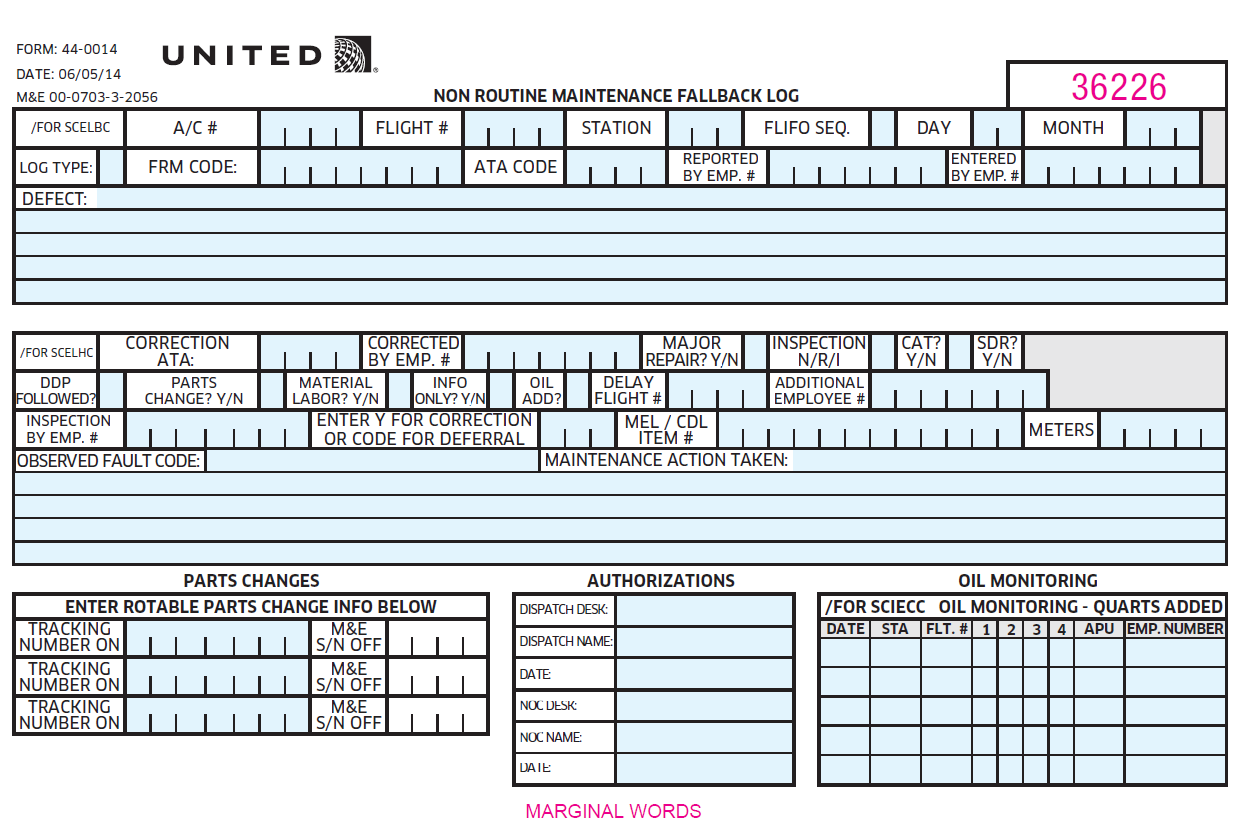 FORM: 44-0014
UNITED
DATE: 06/05/14
M&E 00-0703-3-2056
NON ROUTINE MAINTENANCE FALLBACK LOG
36226
/FOR SCELBC A/C # FLIGHT # STATION FLIFO SEQ. DAY MONTH
LOG TYPE: FRM CODE: ATA CODE REPORTED BY EMP. # ENTERED BY EMP. #
DEFECT:
/FOR SCELHC CORRECTION ATA: CORRECTED BY EMP. # MAJOR REPAIR? Y/N INSPECTION N/R/I CAT? Y/N SDR? Y/N
DDP FOLLOWED? PARTS CHANGE? Y/N MATERIAL LABOR? Y/N INFO ONLY? Y/N OIL ADD? DELAY FLIGHT # ADDITIONAL EMPLOYEE #
INSPECTION BY EMP. # ENTER Y FOR CORRECTION OR CODE FOR DEFERRAL MEL / CDL ITEM # METERS
OBSERVED FAULT CODE: MAINTENANCE ACTION TAKEN:
PARTS CHANGES
ENTER ROTABLE PARTS CHANGE INFO BELOW
TRACKING NUMBER ON M&E S/N OFF
TRACKING NUMBER ON M&E S/N OFF
TRACKING NUMBER ON M&E S/N OFF
AUTHORIZATIONS
DISPATCH DESK:
DISPATCH NAME:
DATE:
NOC DESK:
NOC NAME:
DATE:
OIL MONITORING
/FOR SCIECC OIL MONITORING - QUARTS ADDED
DATE STA FLT. # 1 2 3 4 APU EMP. NUMBER
MARGINAL WORDS